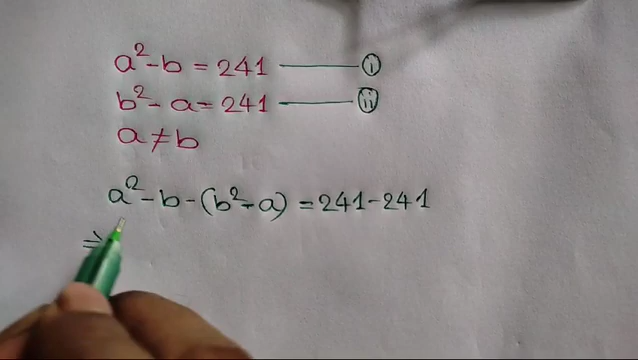 a² - b = 241 ——— (i)
b² - a = 241 ——— (ii)
a ≠ b
a² - b - (b² - a) = 241 - 241
⇒